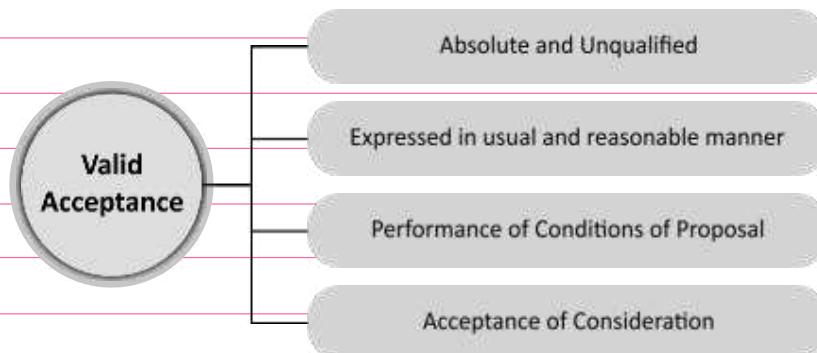 Valid
Acceptance
Absolute and Unqualified
Expressed in usual and reasonable manner
Performance of Conditions of Proposal
Acceptance of Consideration